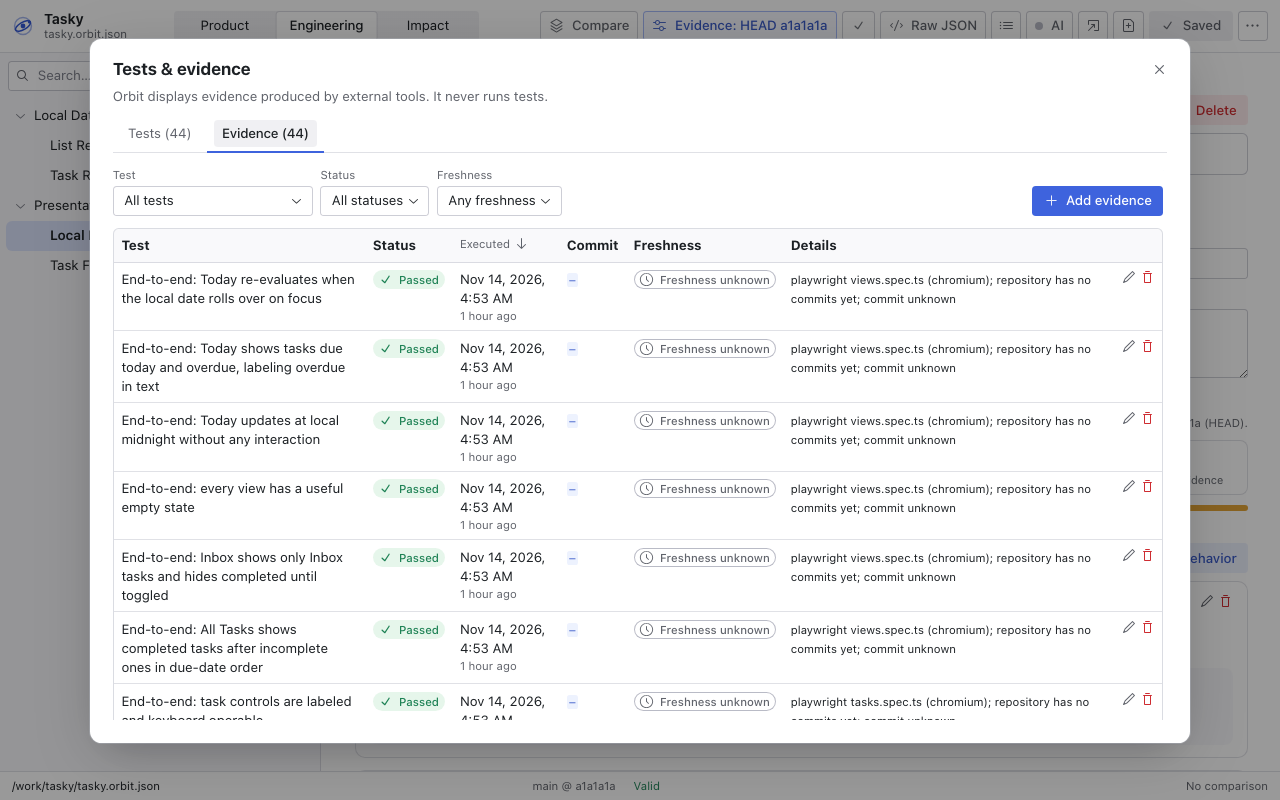 Tasky
tasky.orbit.json
Product
Engineering
Impact
Compare
Evidence: HEAD a1a1a1a
Raw JSON
AI
Saved
Search...
Local Dat
List Re
Task R
Presenta
Local
Task F
Delete
1a (HEAD).
dence
ehavior
Tests & evidence
Orbit displays evidence produced by external tools. It never runs tests.
Tests (44)
Evidence (44)
Test
Status
Freshness
All tests
All statuses
Any freshness
Add evidence
Test Status Executed Commit Freshness Details
End-to-end: Today re-evaluates when
the local date rolls over on focus
Passed
Nov 14, 2026,
4:53 AM
1 hour ago
–
Freshness unknown
playwright views.spec.ts (chromium); repository has no
commits yet; commit unknown
End-to-end: Today shows tasks due
today and overdue, labeling overdue
in text
Passed
Nov 14, 2026,
4:53 AM
1 hour ago
–
Freshness unknown
playwright views.spec.ts (chromium); repository has no
commits yet; commit unknown
End-to-end: Today updates at local
midnight without any interaction
Passed
Nov 14, 2026,
4:53 AM
1 hour ago
–
Freshness unknown
playwright views.spec.ts (chromium); repository has no
commits yet; commit unknown
End-to-end: every view has a useful
empty state
Passed
Nov 14, 2026,
4:53 AM
1 hour ago
–
Freshness unknown
playwright views.spec.ts (chromium); repository has no
commits yet; commit unknown
End-to-end: Inbox shows only Inbox
tasks and hides completed until
toggled
Passed
Nov 14, 2026,
4:53 AM
1 hour ago
–
Freshness unknown
playwright views.spec.ts (chromium); repository has no
commits yet; commit unknown
End-to-end: All Tasks shows
completed tasks after incomplete
ones in due-date order
Passed
Nov 14, 2026,
4:53 AM
1 hour ago
–
Freshness unknown
playwright views.spec.ts (chromium); repository has no
commits yet; commit unknown
End-to-end: task controls are labeled
and keyboard operable
Passed
Nov 14, 2026,
4:53 AM
–
Freshness unknown
playwright tasks.spec.ts (chromium); repository has no
commits yet; commit unknown
/work/tasky/tasky.orbit.json
main @ a1a1a1a
Valid
No comparison